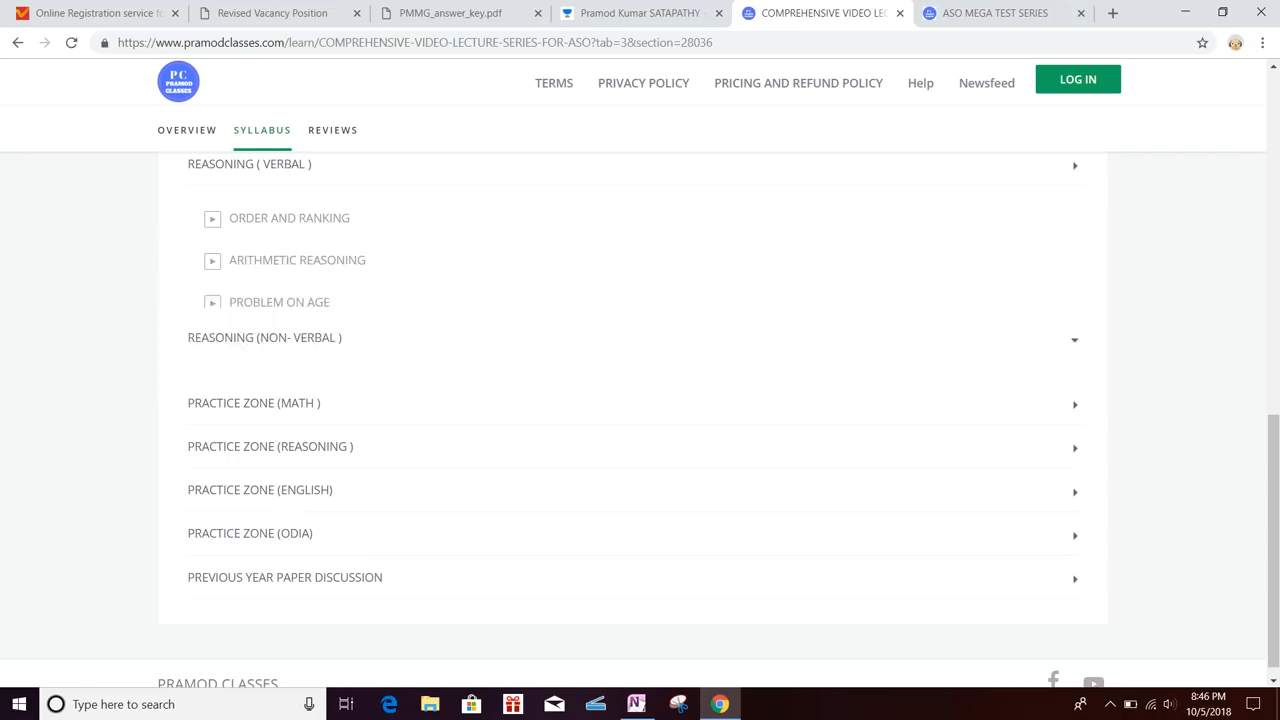 Online Registration service fo
Revised Vacancy Position
PMMG_answer_key.pdf
Pramod Kumar SATAPATHY -
COMPREHENSIVE VIDEO LEC
ASO MEGA TEST SERIES
https://www.pramodclasses.com/learn/COMPREHENSIVE-VIDEO-LECTURE-SERIES-FOR-ASO?tab=3&section=28036
P C
PRAMOD
CLASSES
TERMS
PRIVACY POLICY
PRICING AND REFUND POLICY
Help
Newsfeed
LOG IN
OVERVIEW
SYLLABUS
REVIEWS
REASONING ( VERBAL )
ORDER AND RANKING
ARITHMETIC REASONING
PROBLEM ON AGE
REASONING (NON- VERBAL )
PRACTICE ZONE (MATH )
PRACTICE ZONE (REASONING )
PRACTICE ZONE (ENGLISH)
PRACTICE ZONE (ODIA)
PREVIOUS YEAR PAPER DISCUSSION
PRAMOD CLASSES
Type here to search
8:46 PM
10/5/2018